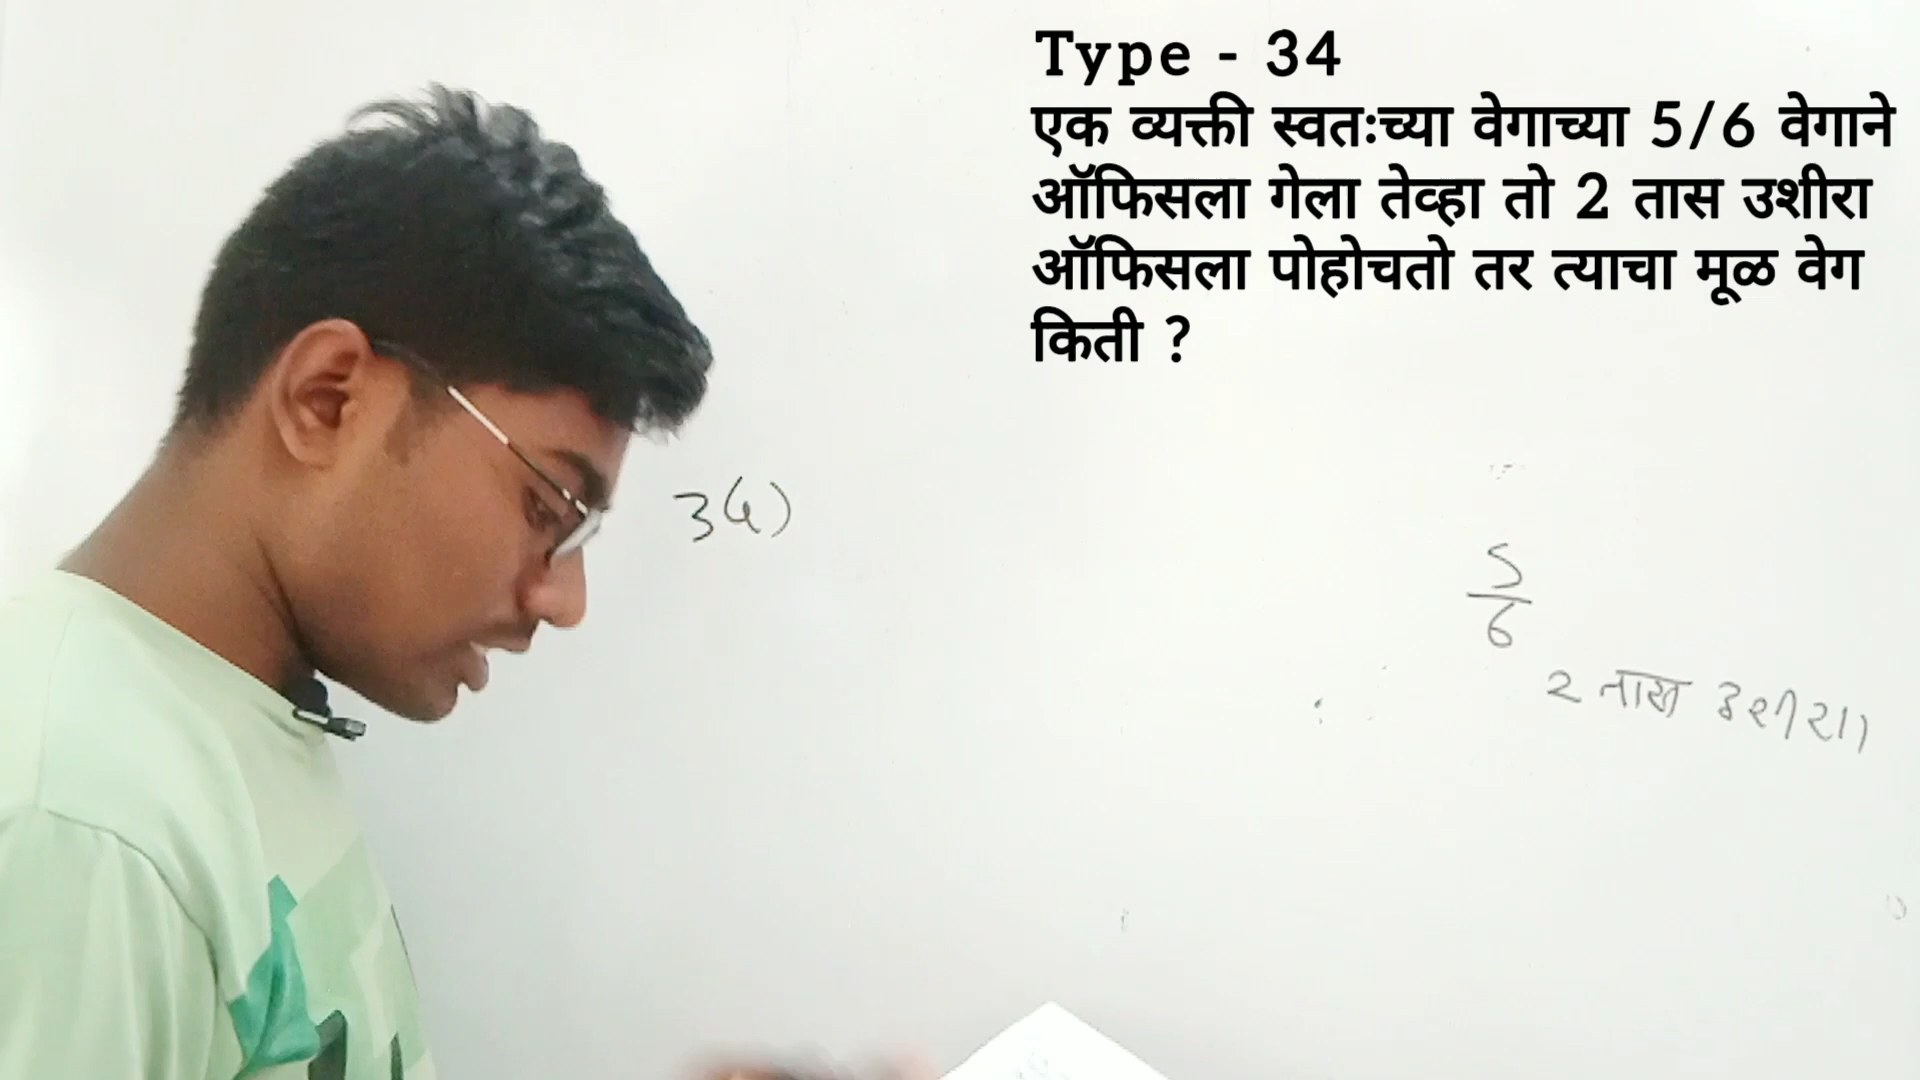 Type - 34
एक व्यक्ती स्वतःच्या वेगाच्या 5/6 वेगाने
ऑफिसला गेला तेव्हा तो 2 तास उशीरा
ऑफिसला पोहोचतो तर त्याचा मूळ वेग
किती ?
34)
5
6
2 तास उशीरा